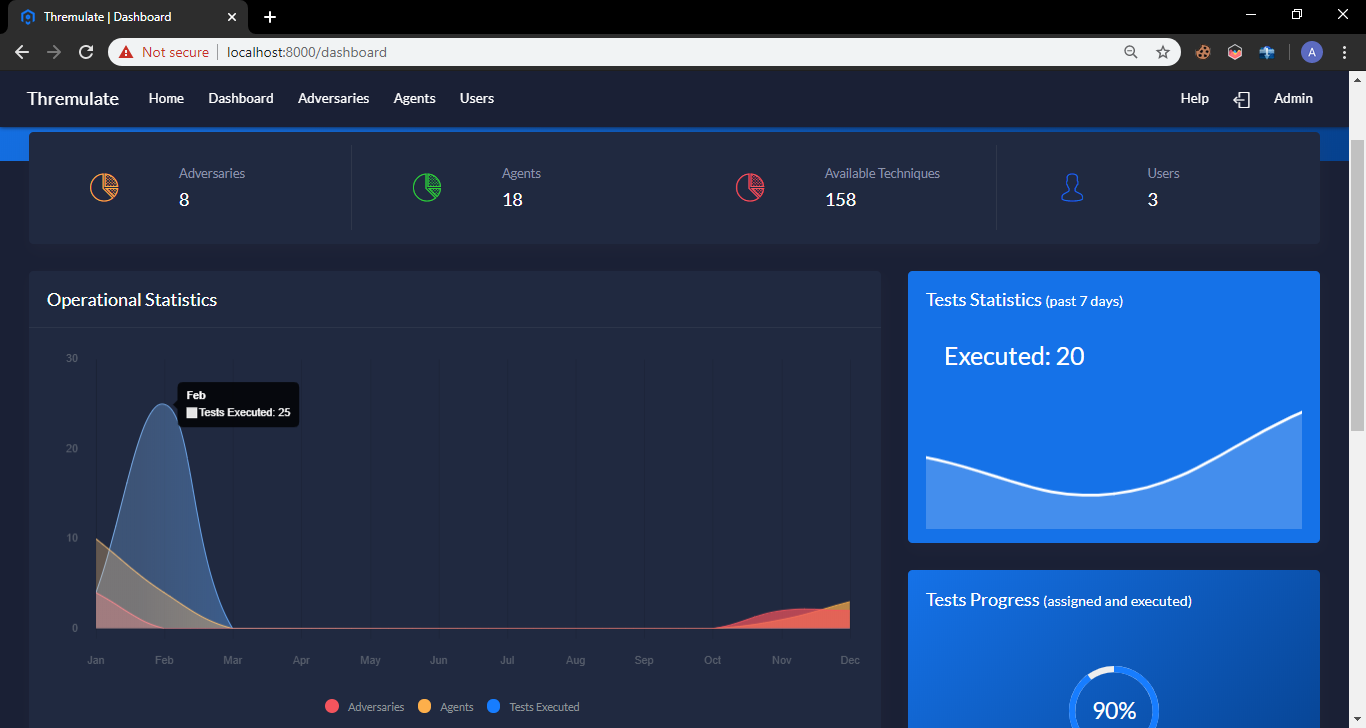 Thremulate | Dashboard
Not secure
localhost:8000/dashboard
A
Thremulate Home Dashboard Adversaries Agents Users Help Admin
Adversaries
8
Agents
18
Available Techniques
158
Users
3
Operational Statistics
30
20
10
0
Feb
Tests Executed: 25
Jan Feb Mar Apr May Jun Jul Aug Sep Oct Nov Dec
Adversaries Agents Tests Executed
Tests Statistics (past 7 days)
Executed: 20
Tests Progress (assigned and executed)
90%